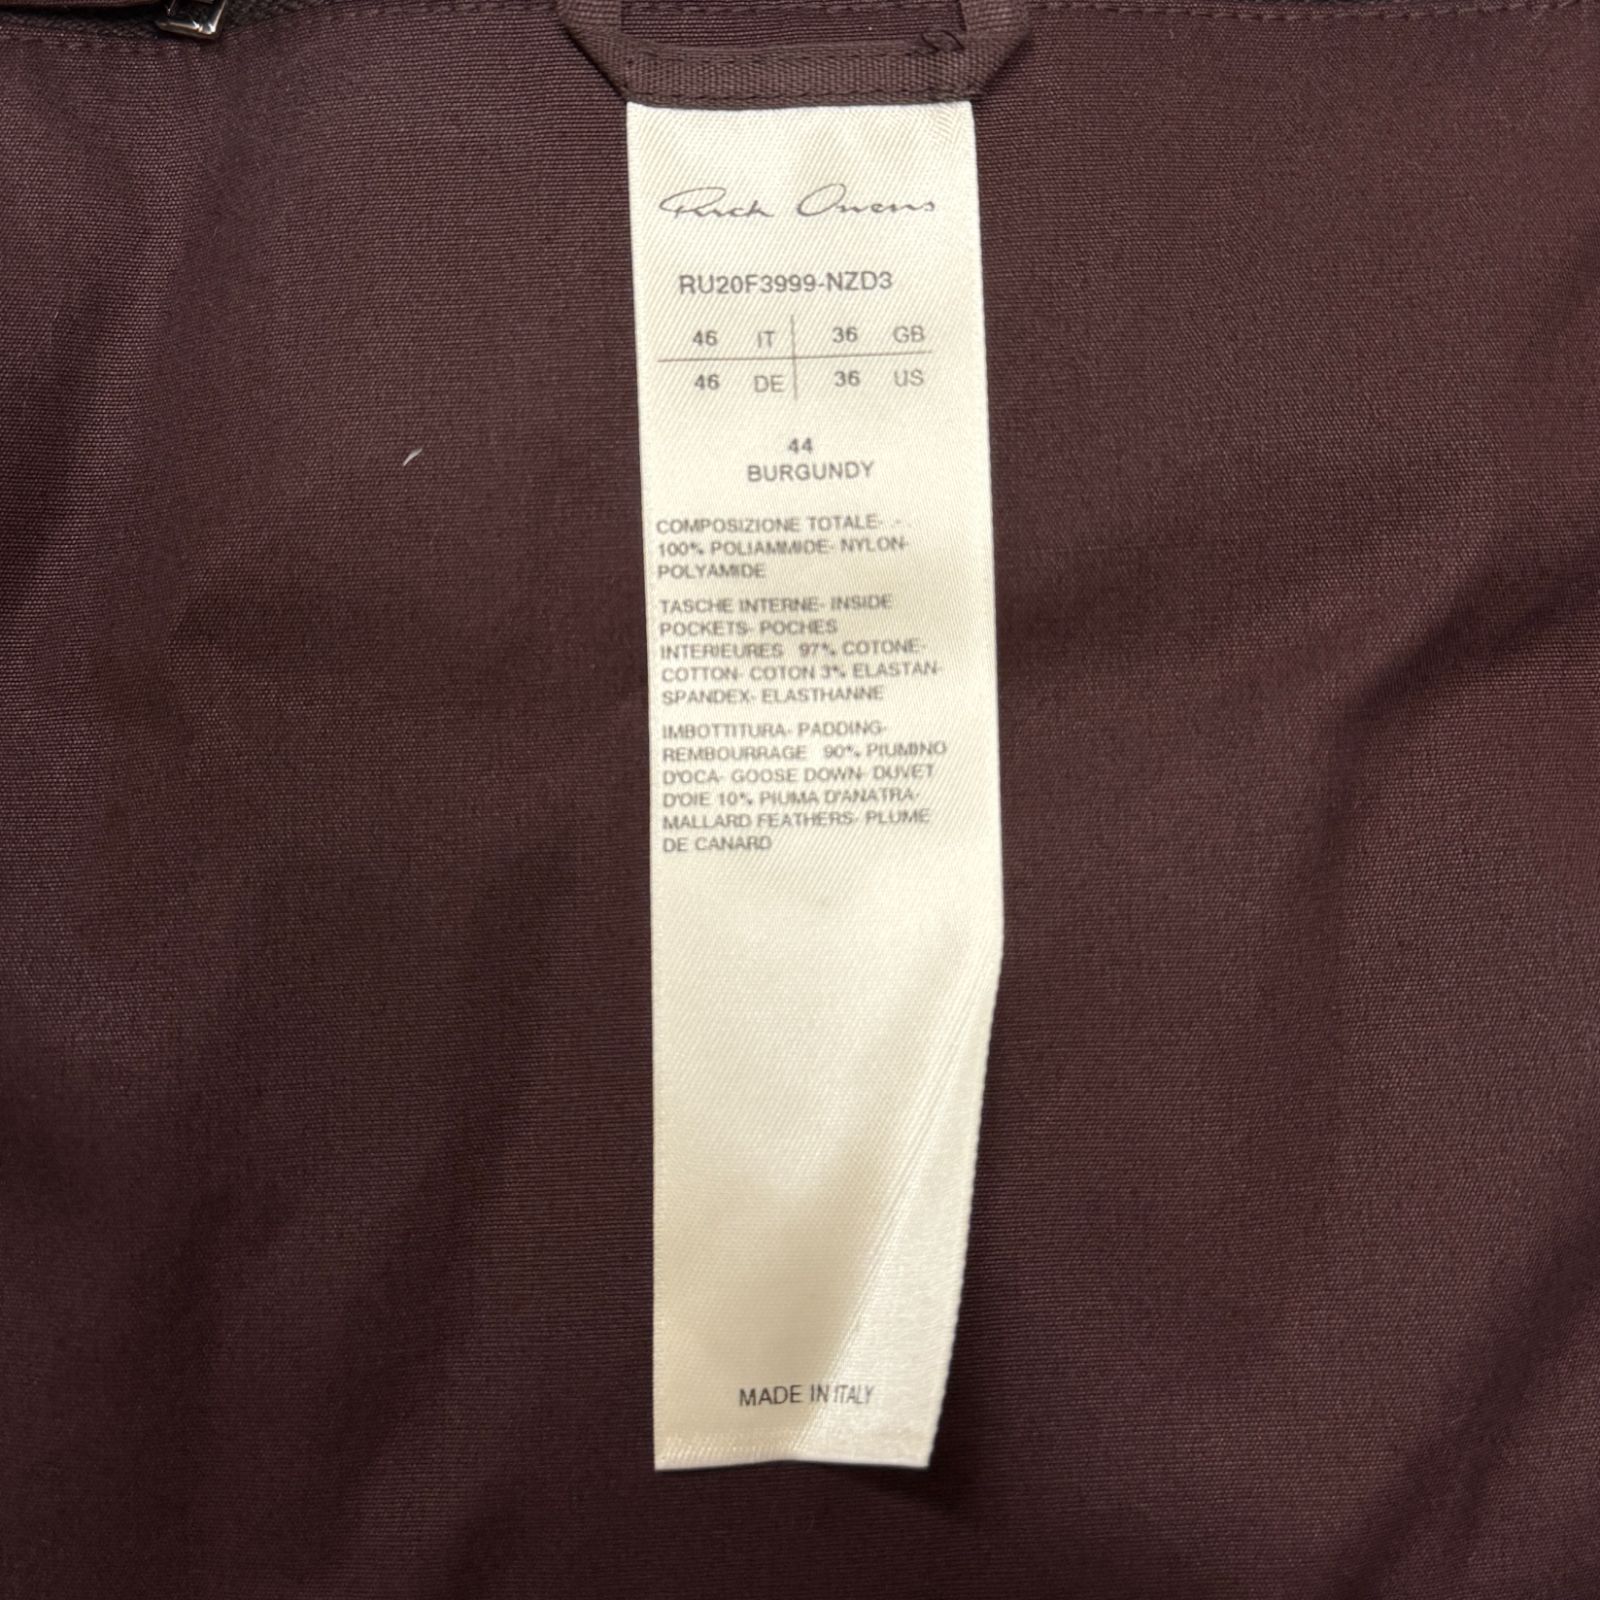 Rick Owens
RU20F3999-NZD3
46 IT 36 GB
46 DE 36 US
44
BURGUNDY
COMPOSIZIONE TOTALE- - .
100% POLIAMMIDE- NYLON-
POLYAMIDE
TASCHE INTERNE- INSIDE
POCKETS- POCHES
INTERIEURES 97% COTONE-
COTTON- COTON 3% ELASTAN-
SPANDEX- ELASTHANNE
IMBOTTITURA- PADDING-
REMBOURRAGE 90% PIUMINO
D'OCA- GOOSE DOWN- DUVET
D'OIE 10% PIUMA D'ANATRA-
MALLARD FEATHERS- PLUME
DE CANARD
MADE IN ITALY